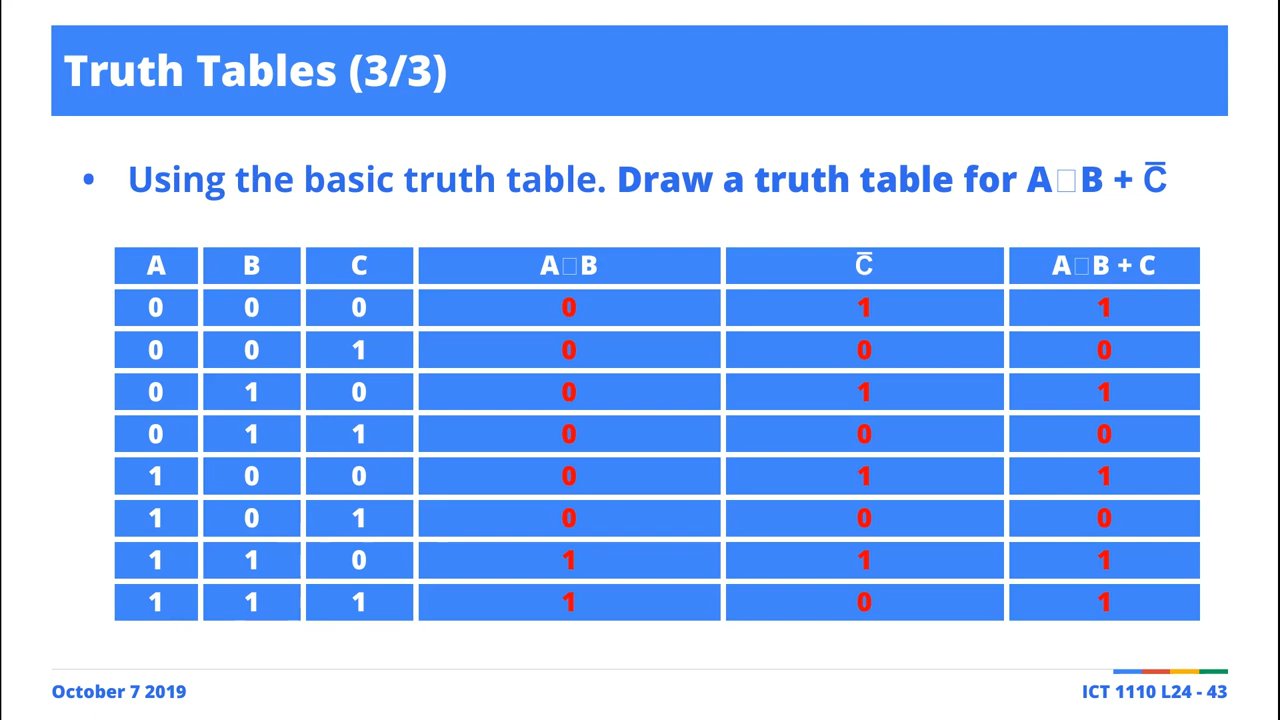 Truth Tables (3/3)
• Using the basic truth table. Draw a truth table for A□B + C̅
A B C A□B C̅ A□B + C
0 0 0 0 1 1
0 0 1 0 0 0
0 1 0 0 1 1
0 1 1 0 0 0
1 0 0 0 1 1
1 0 1 0 0 0
1 1 0 1 1 1
1 1 1 1 0 1
October 7 2019 ICT 1110 L24 - 43